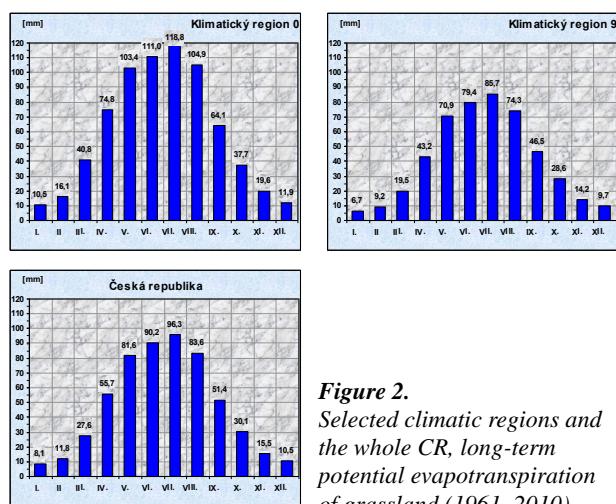 [mm] Klimatický region 0
120
110
100
90
80
70
60
50
40
30
20
10
0
10,5 16,1 40,8 74,8 103,4 111,0 118,8 104,9 64,1 37,7 19,6 11,9
I. II III. IV. V. VI. VII. VIII. IX. X. XI. XII.
[mm] Klimatický region 9
120
110
100
90
80
70
60
50
40
30
20
10
0
6,7 9,2 19,5 43,2 70,9 79,4 85,7 74,3 46,5 28,6 14,2 9,7
I. II III. IV. V. VI. VII. VIII. IX. X. XI. XII.
[mm] Česká republika
120
110
100
90
80
70
60
50
40
30
20
10
0
8,1 11,8 27,6 55,7 81,6 90,2 96,3 83,6 51,4 30,1 15,5 10,5
I. II III. IV. V. VI. VII. VIII. IX. X. XI. XII.
Figure 2.
Selected climatic regions and
the whole CR, long-term
potential evapotranspiration
of grassland (1961–2010)